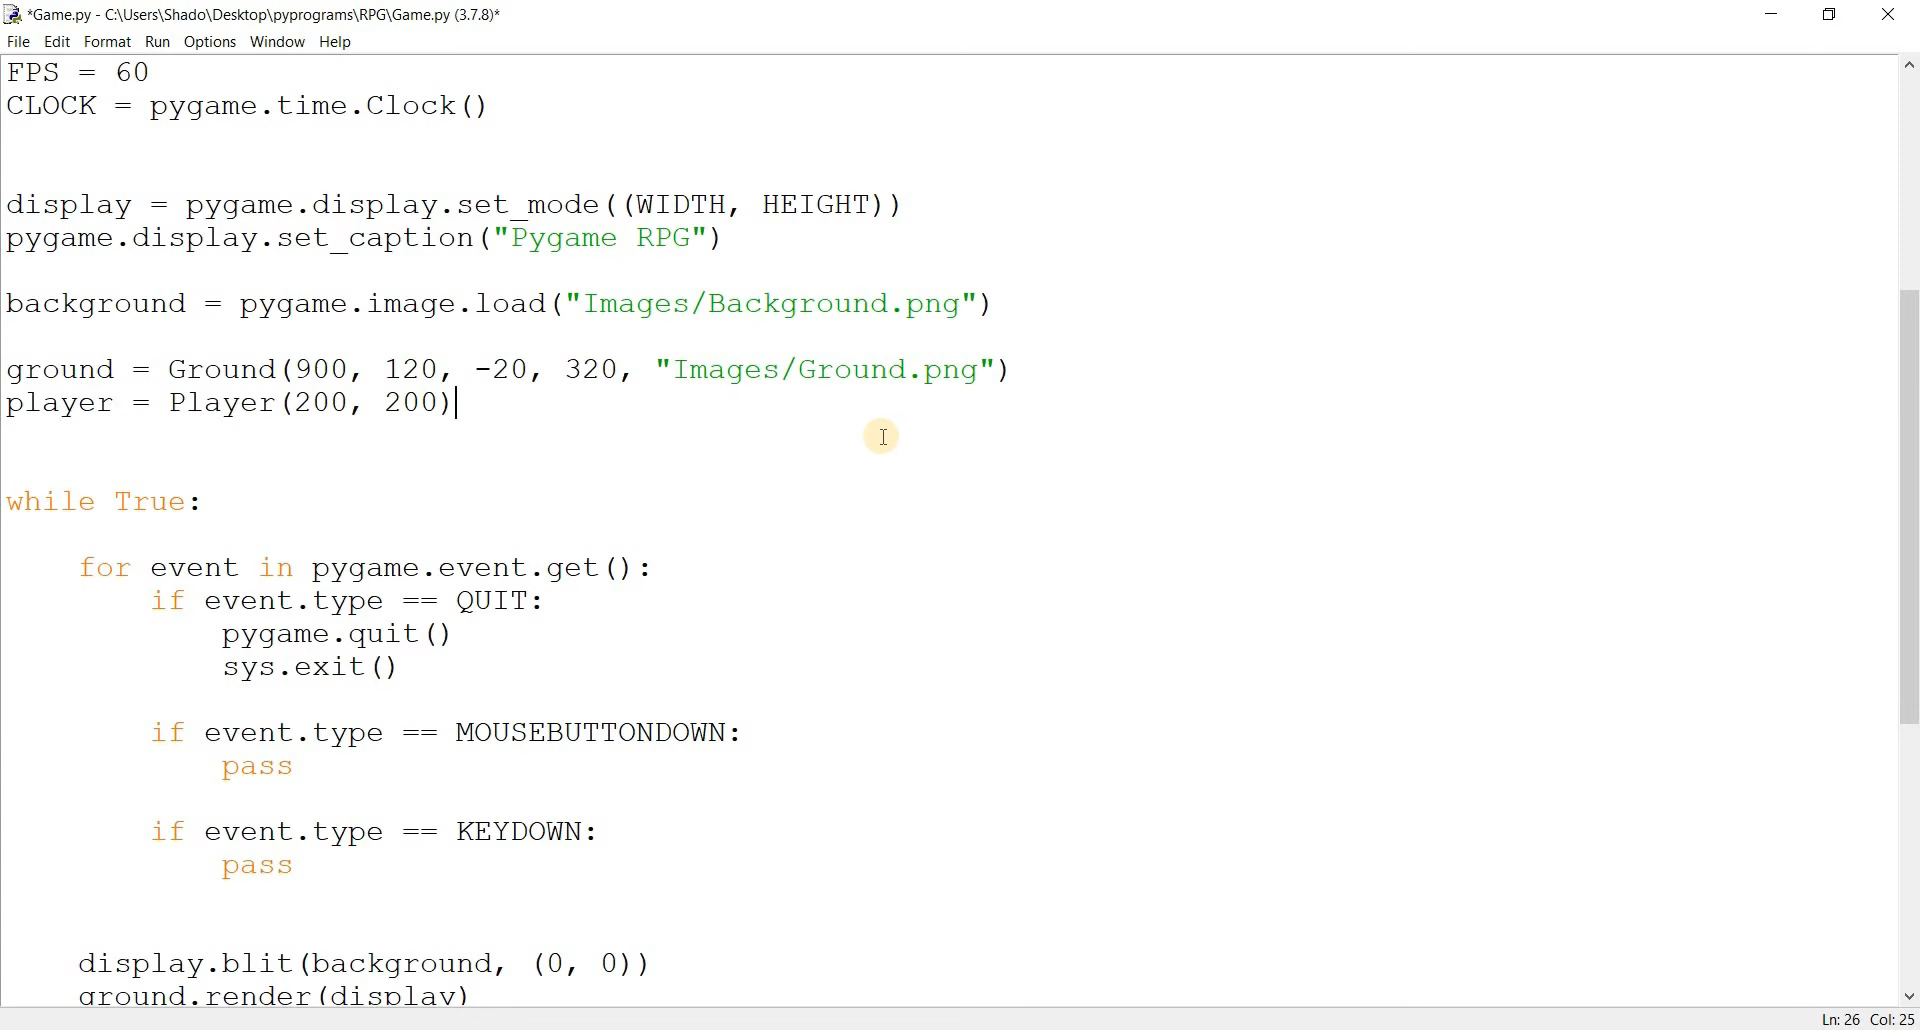 *Game.py - C:\Users\Shado\Desktop\pyprograms\RPG\Game.py (3.7.8)*
File Edit Format Run Options Window Help
FPS = 60
CLOCK = pygame.time.Clock()
display = pygame.display.set_mode((WIDTH, HEIGHT))
pygame.display.set_caption("Pygame RPG")
background = pygame.image.load("Images/Background.png")
ground = Ground(900, 120, -20, 320, "Images/Ground.png")
player = Player(200, 200)
while True:
for event in pygame.event.get():
if event.type == QUIT:
pygame.quit()
sys.exit()
if event.type == MOUSEBUTTONDOWN:
pass
if event.type == KEYDOWN:
pass
display.blit(background, (0, 0))
ground.render(display)
Ln: 26 Col: 25